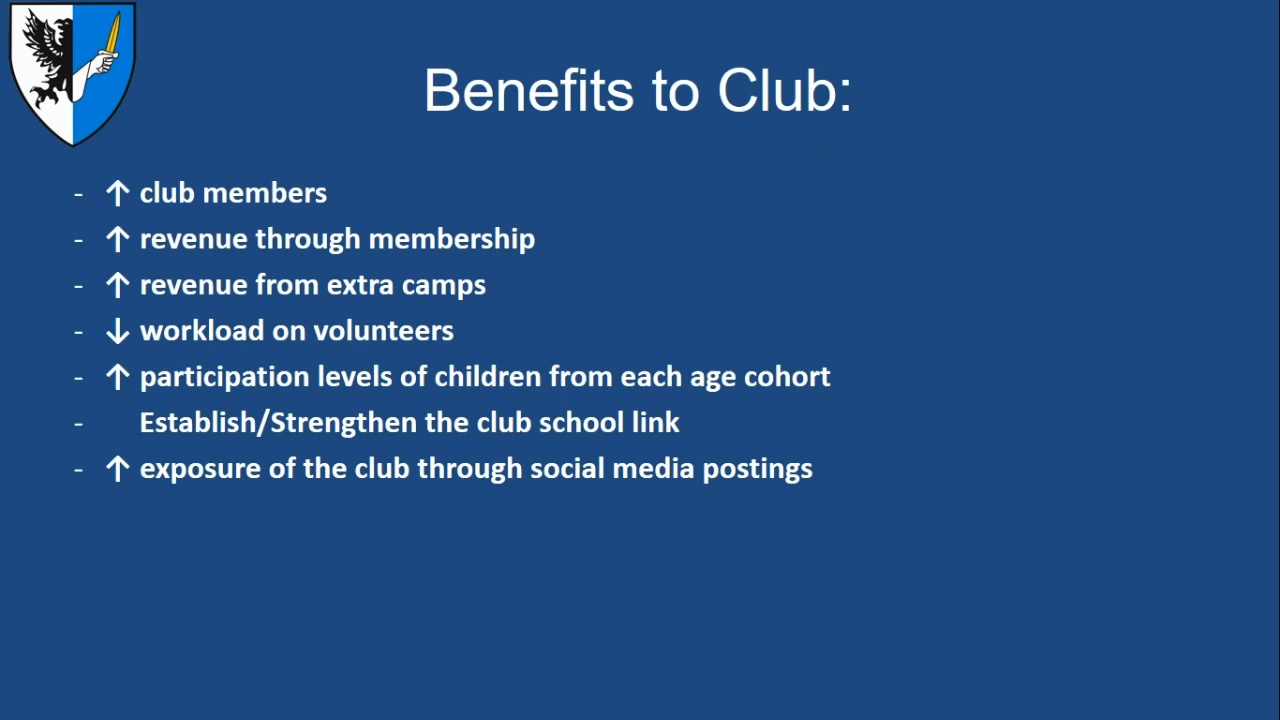 Benefits to Club:
- ↑ club members
- ↑ revenue through membership
- ↑ revenue from extra camps
- ↓ workload on volunteers
- ↑ participation levels of children from each age cohort
- Establish/Strengthen the club school link
- ↑ exposure of the club through social media postings